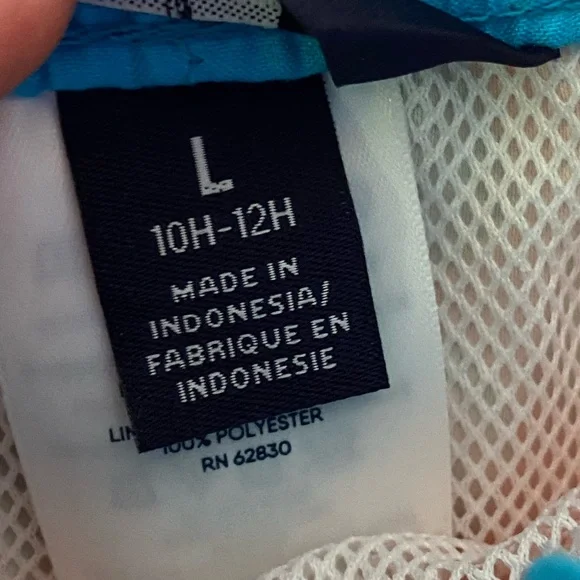 L
10H-12H
MADE IN
INDONESIA/
FABRIQUE EN
INDONESIE
100% POLYESTER
RN 62830